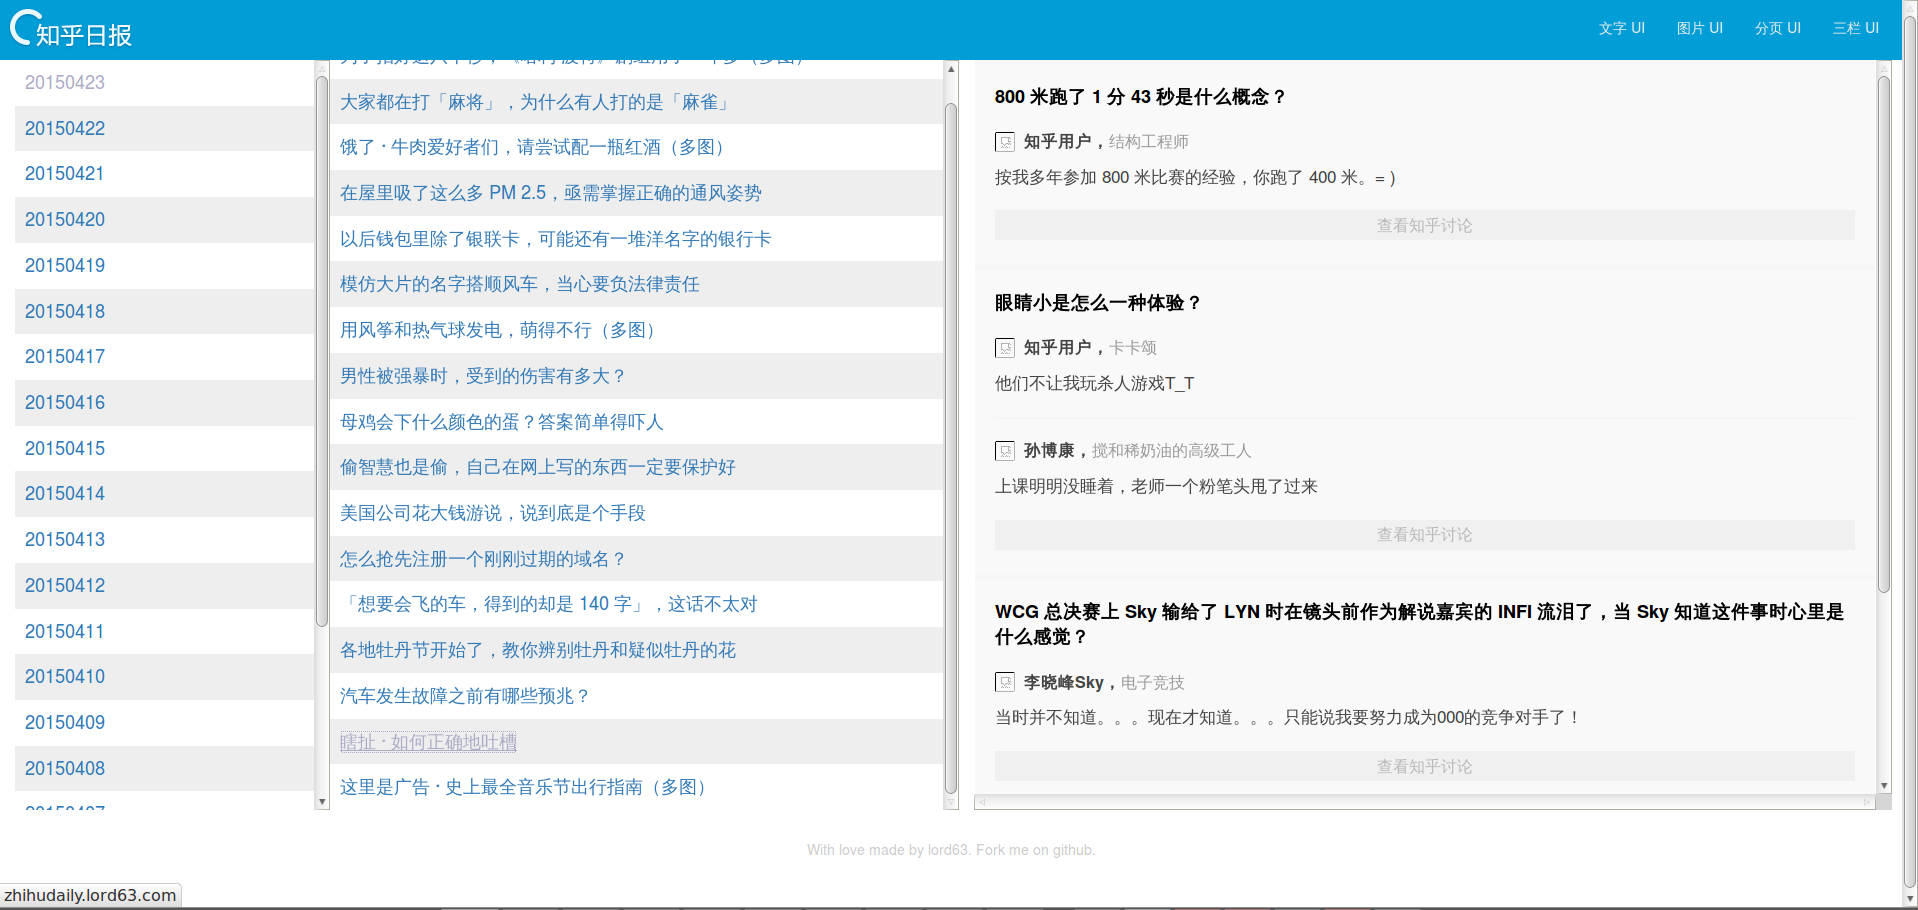 知乎日报
文字 UI
图片 UI
分页 UI
三栏 UI
20150423
20150422
20150421
20150420
20150419
20150418
20150417
20150416
20150415
20150414
20150413
20150412
20150411
20150410
20150409
20150408
大家都在打「麻将」，为什么有人打的是「麻雀」
饿了 · 牛肉爱好者们，请尝试配一瓶红酒（多图）
在屋里吸了这么多 PM 2.5，亟需掌握正确的通风姿势
以后钱包里除了银联卡，可能还有一堆洋名字的银行卡
模仿大片的名字搭顺风车，当心要负法律责任
用风筝和热气球发电，萌得不行（多图）
男性被强暴时，受到的伤害有多大？
母鸡会下什么颜色的蛋？答案简单得吓人
偷智慧也是偷，自己在网上写的东西一定要保护好
美国公司花大钱游说，说到底是个手段
怎么抢先注册一个刚刚过期的域名？
「想要会飞的车，得到的却是 140 字」，这话不太对
各地牡丹节开始了，教你辨别牡丹和疑似牡丹的花
汽车发生故障之前有哪些预兆？
瞎扯 · 如何正确地吐槽
这里是广告 · 史上最全音乐节出行指南（多图）
800 米跑了 1 分 43 秒是什么概念？
知乎用户，结构工程师
按我多年参加 800 米比赛的经验，你跑了 400 米。= )
查看知乎讨论
眼睛小是怎么一种体验？
知乎用户，卡卡颂
他们不让我玩杀人游戏T_T
孙博康，搅和稀奶油的高级工人
上课明明没睡着，老师一个粉笔头甩了过来
查看知乎讨论
WCG 总决赛上 Sky 输给了 LYN 时在镜头前作为解说嘉宾的 INFI 流泪了，当 Sky 知道这件事时心里是
什么感觉？
李晓峰Sky，电子竞技
当时并不知道。。。现在才知道。。。只能说我要努力成为000的竞争对手了！
查看知乎讨论
With love made by lord63. Fork me on github.
zhihudaily.lord63.com